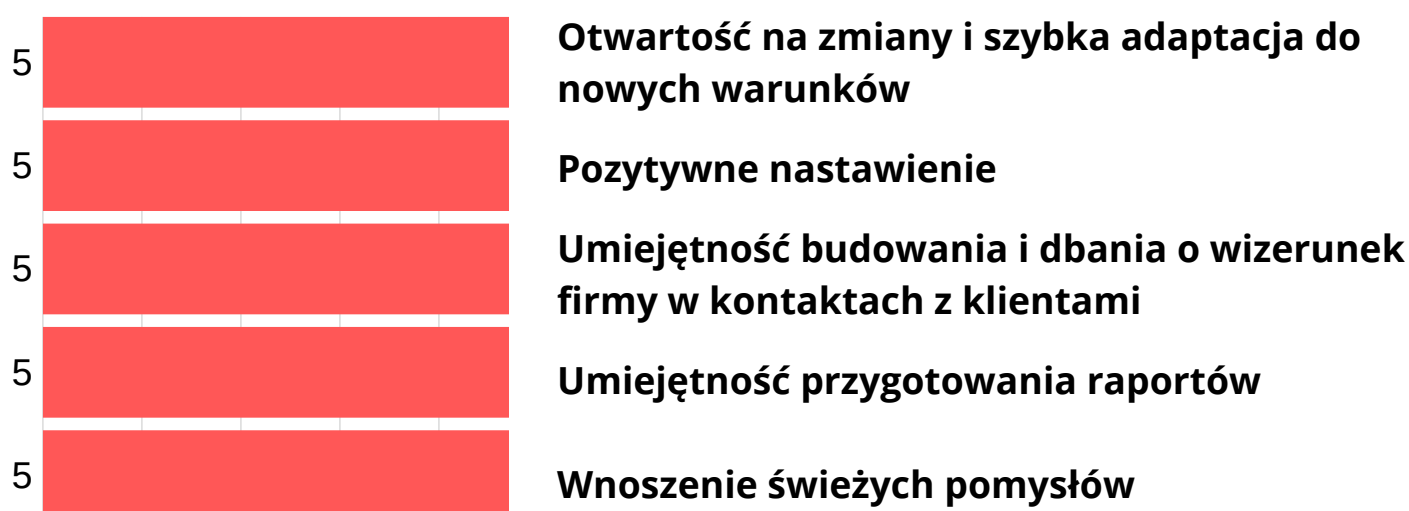 5
Otwartość na zmiany i szybka adaptacja do
nowych warunków
5
Pozytywne nastawienie
5
Umiejętność budowania i dbania o wizerunek
firmy w kontaktach z klientami
5
Umiejętność przygotowania raportów
5
Wnoszenie świeżych pomysłów